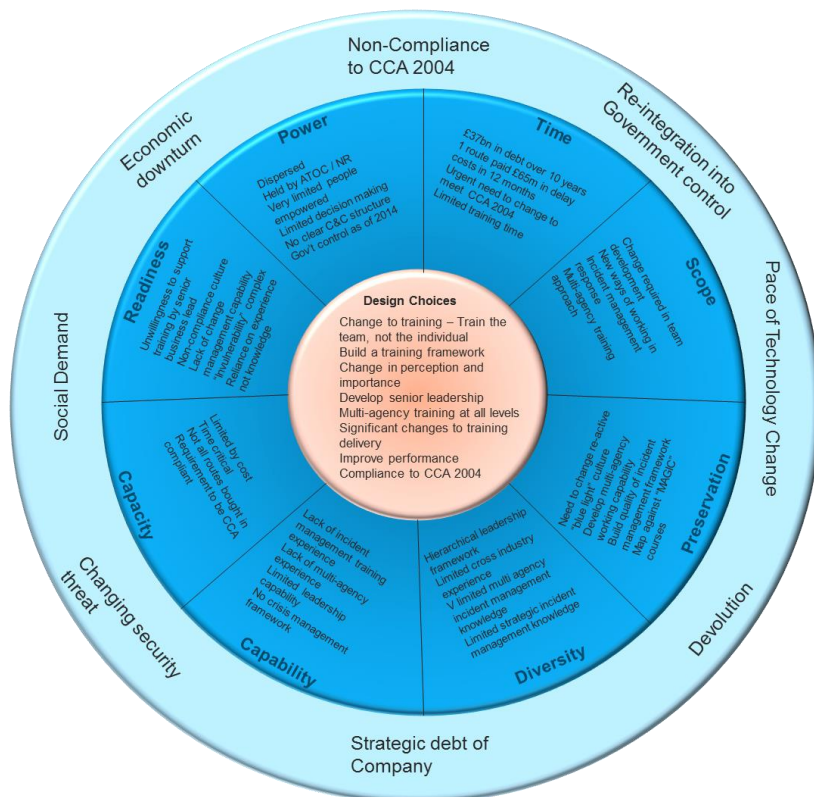 Non-Compliance
to CCA 2004
Re-integration into
Government control
Pace of Technology Change
Devolution
Strategic debt of
Company
Changing security
threat
Social Demand
Economic
downturn
Power
Dispersed
Held by ATOC / NR
Very limited people
empowered
Limited decision making
No clear C&C structure
Gov't control as of 2014
Time
£37bn in debt over 10 years
1 route paid £65m in delay
costs in 12 months
Urgent need to change to
meet CCA 2004
Limited training time
Scope
Change required in team
development
New ways of working in
Incident management
response
Multi-agency training
approach
Preservation
Need to change re-active
"blue light" culture
Develop multi-agency
working capability
Build quality of incident
management framework
Map against "MAGIC"
courses
Diversity
Hierarchical leadership
framework
Limited cross industry
experience
V limited multi agency
incident management
knowledge
Limited strategic incident
management knowledge
Capability
Lack of incident
management training
experience
Lack of multi-agency
experience
Limited leadership
capability
No crisis management
framework
Capacity
Limited by cost
Time critical
Not all routes bought in
Requirement to be CCA
compliant
Readiness
Unwillingness to support
training by senior
business lead
Non-compliance culture
Lack of change
management capability
"Invulnerability" complex
Reliance on experience
not knowledge
Design Choices
Change to training – Train the
team, not the individual
Build a training framework
Change in perception and
importance
Develop senior leadership
Multi-agency training at all levels
Significant changes to training
delivery
Improve performance
Compliance to CCA 2004